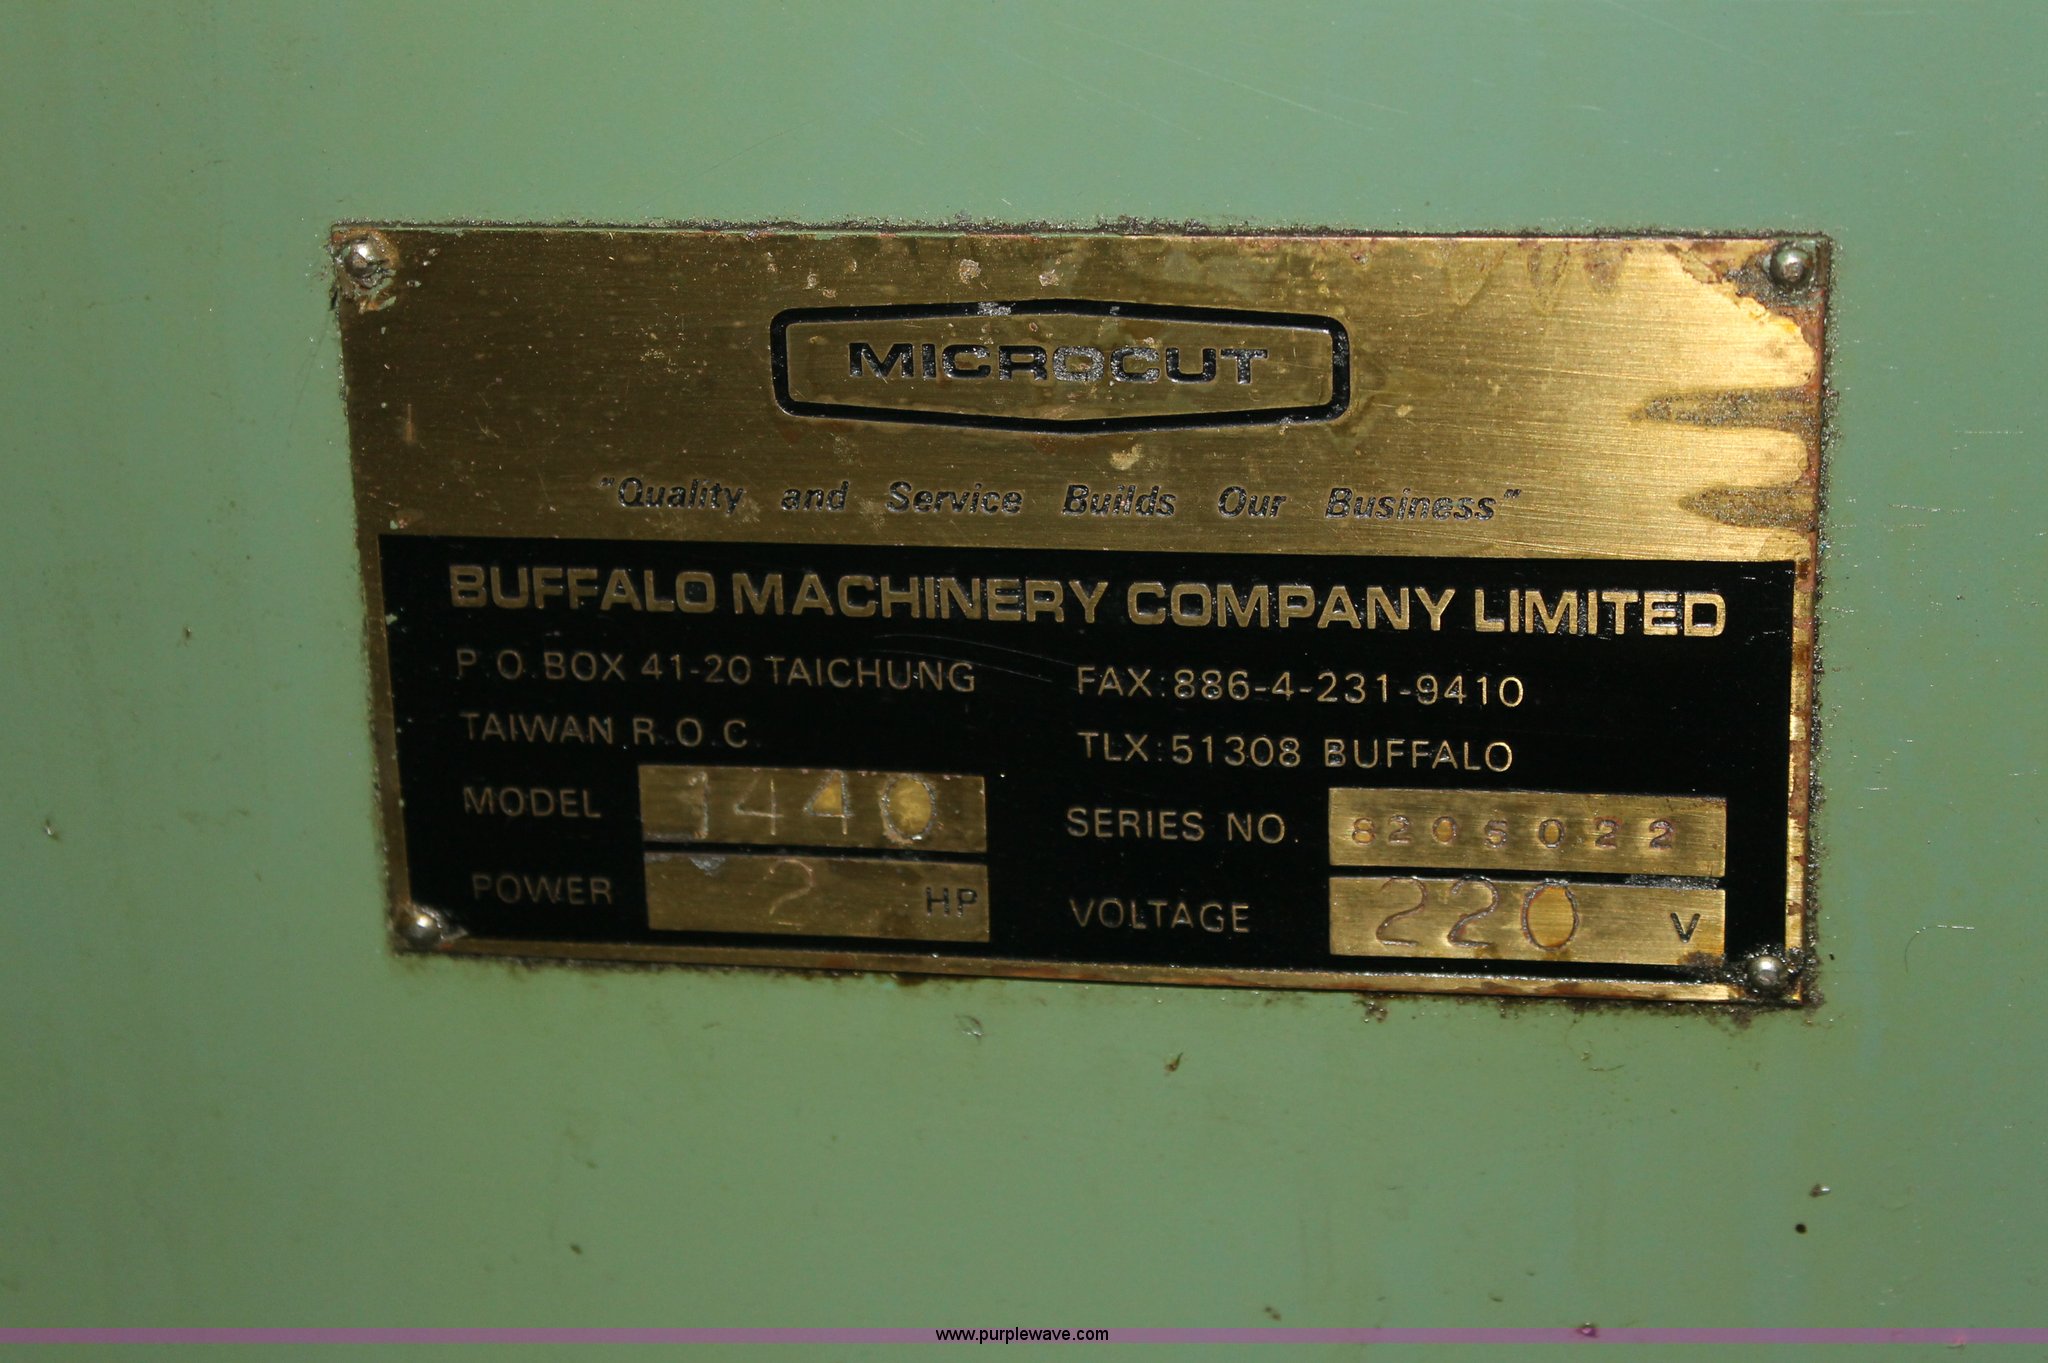 MICROCUT
"Quality and Service Builds Our Business"
BUFFALO MACHINERY COMPANY LIMITED
P.O.BOX 41-20 TAICHUNG
TAIWAN R.O.C.
FAX:886-4-231-9410
TLX:51308 BUFFALO
MODEL 1440
POWER 2 HP
SERIES NO. 8205022
VOLTAGE 220 V
www.purplewave.com